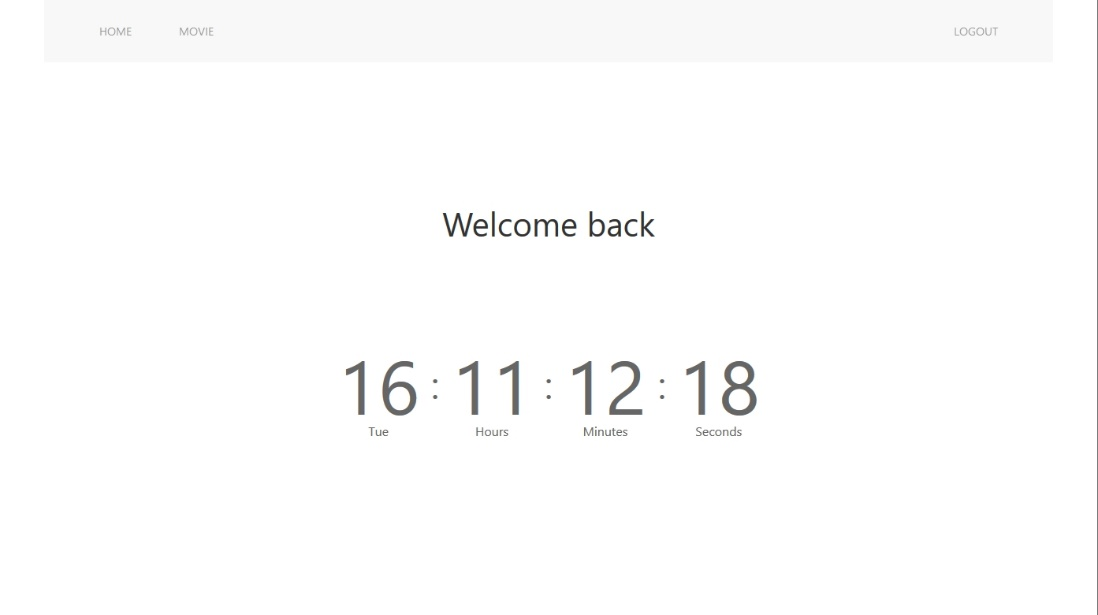 HOME MOVIE LOGOUT
Welcome back
16 : 11 : 12 : 18
Tue Hours Minutes Seconds